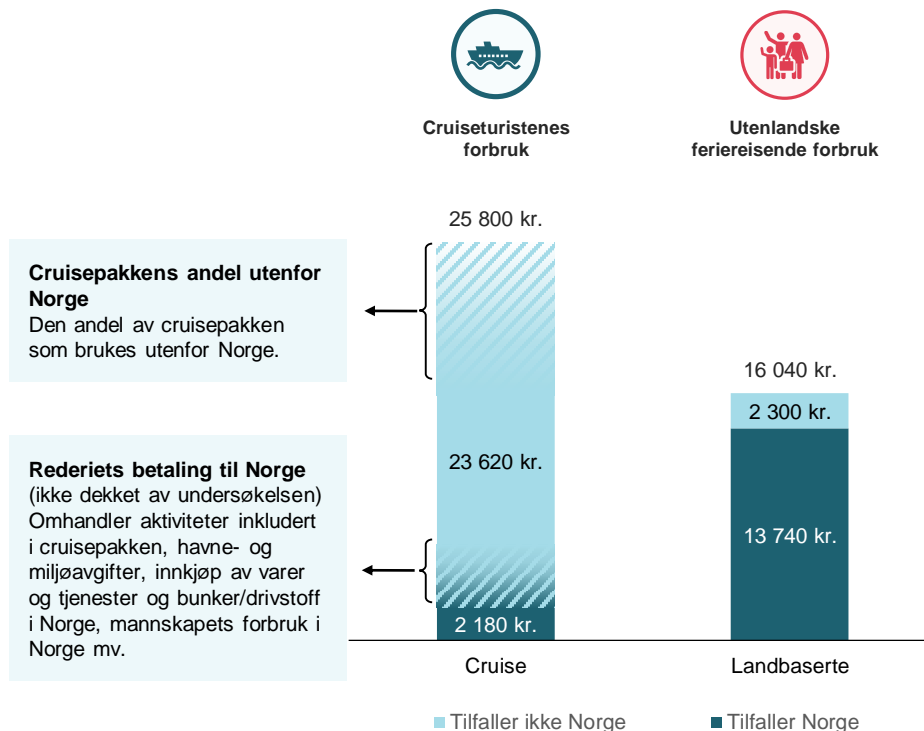 Cruiseturistenes
forbruk
Utenlandske
feriereisende forbruk
25 800 kr.
Cruisepakkens andel utenfor
Norge
Den andel av cruisepakken
som brukes utenfor Norge.
16 040 kr.
2 300 kr.
23 620 kr.
Rederiets betaling til Norge
(ikke dekket av undersøkelsen)
Omhandler aktiviteter inkludert
i cruisepakken, havne- og
miljøavgifter, innkjøp av varer
og tjenester og bunker/drivstoff
i Norge, mannskapets forbruk i
Norge mv.
13 740 kr.
2 180 kr.
Cruise
Landbaserte
Tilfaller ikke Norge
Tilfaller Norge